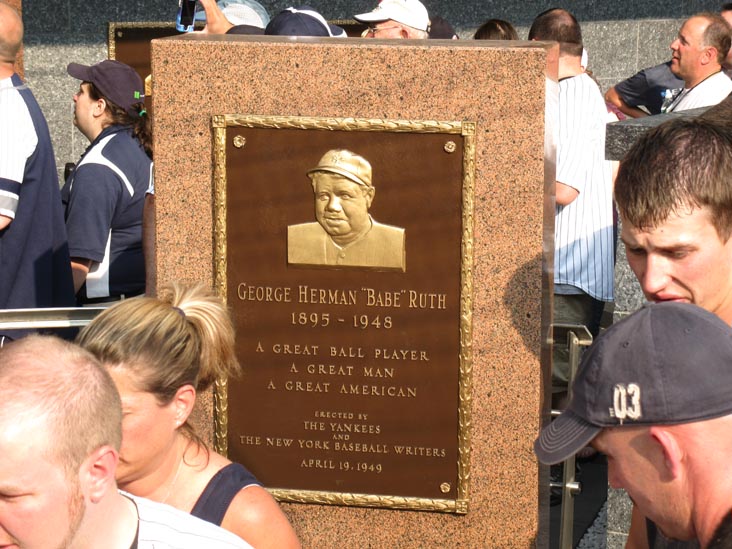 GEORGE HERMAN "BABE" RUTH
1895 - 1948
A GREAT BALL PLAYER
A GREAT MAN
A GREAT AMERICAN
ERECTED BY
THE YANKEES
AND
THE NEW YORK BASEBALL WRITERS
APRIL 19, 1949
03